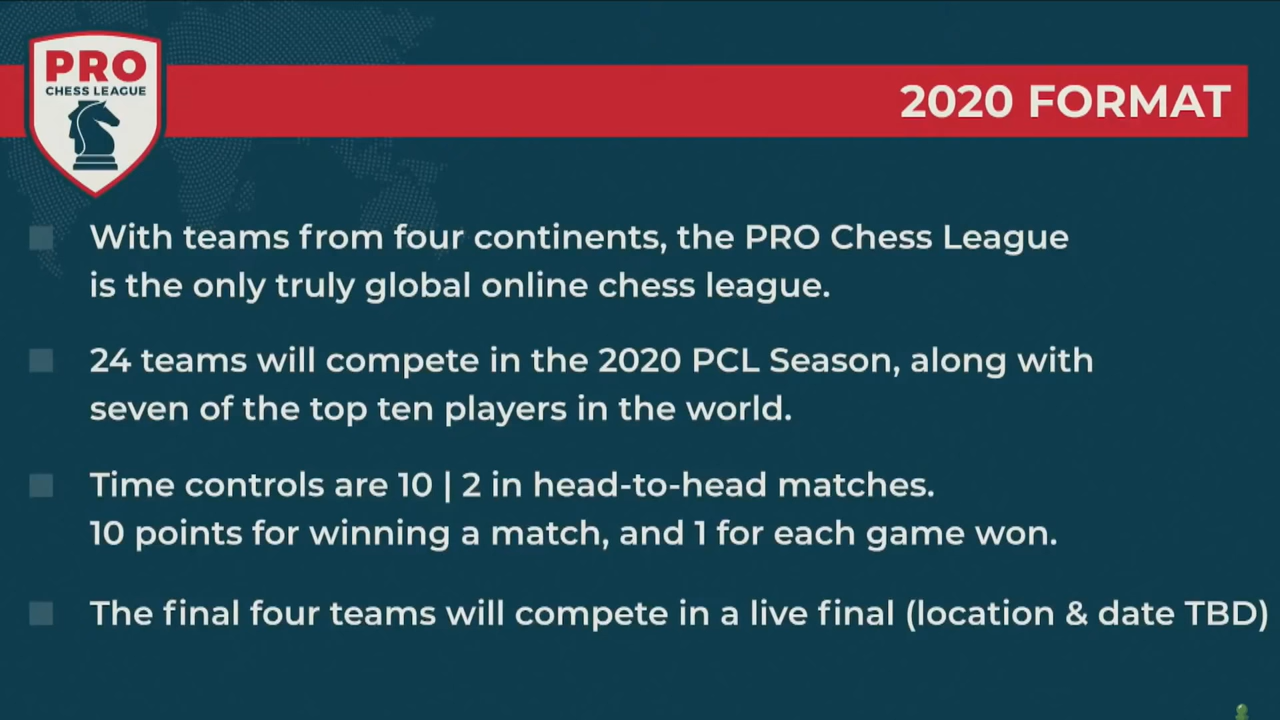 PRO
CHESS LEAGUE
2020 FORMAT
With teams from four continents, the PRO Chess League
is the only truly global online chess league.
24 teams will compete in the 2020 PCL Season, along with
seven of the top ten players in the world.
Time controls are 10 | 2 in head-to-head matches.
10 points for winning a match, and 1 for each game won.
The final four teams will compete in a live final (location & date TBD)